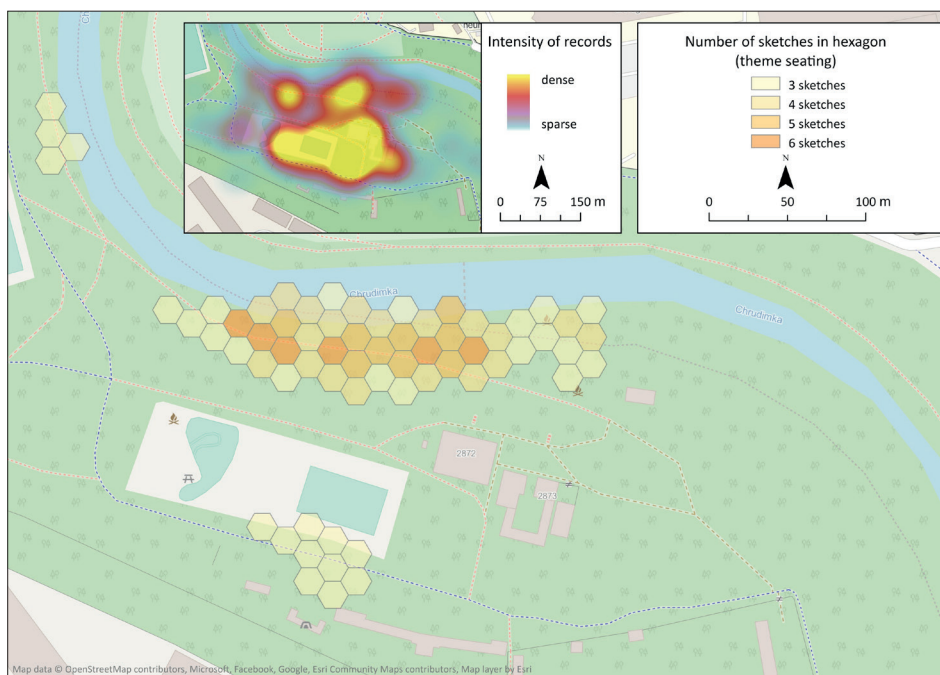 Intensity of records
dense
sparse
N
0 75 150 m
Number of sketches in hexagon
(theme seating)
3 sketches
4 sketches
5 sketches
6 sketches
N
0 50 100 m
Chrudimka
Chrudimka
2872
2873
Map data © OpenStreetMap contributors, Microsoft, Facebook, Google, Esri Community Maps contributors, Map layer by Esri